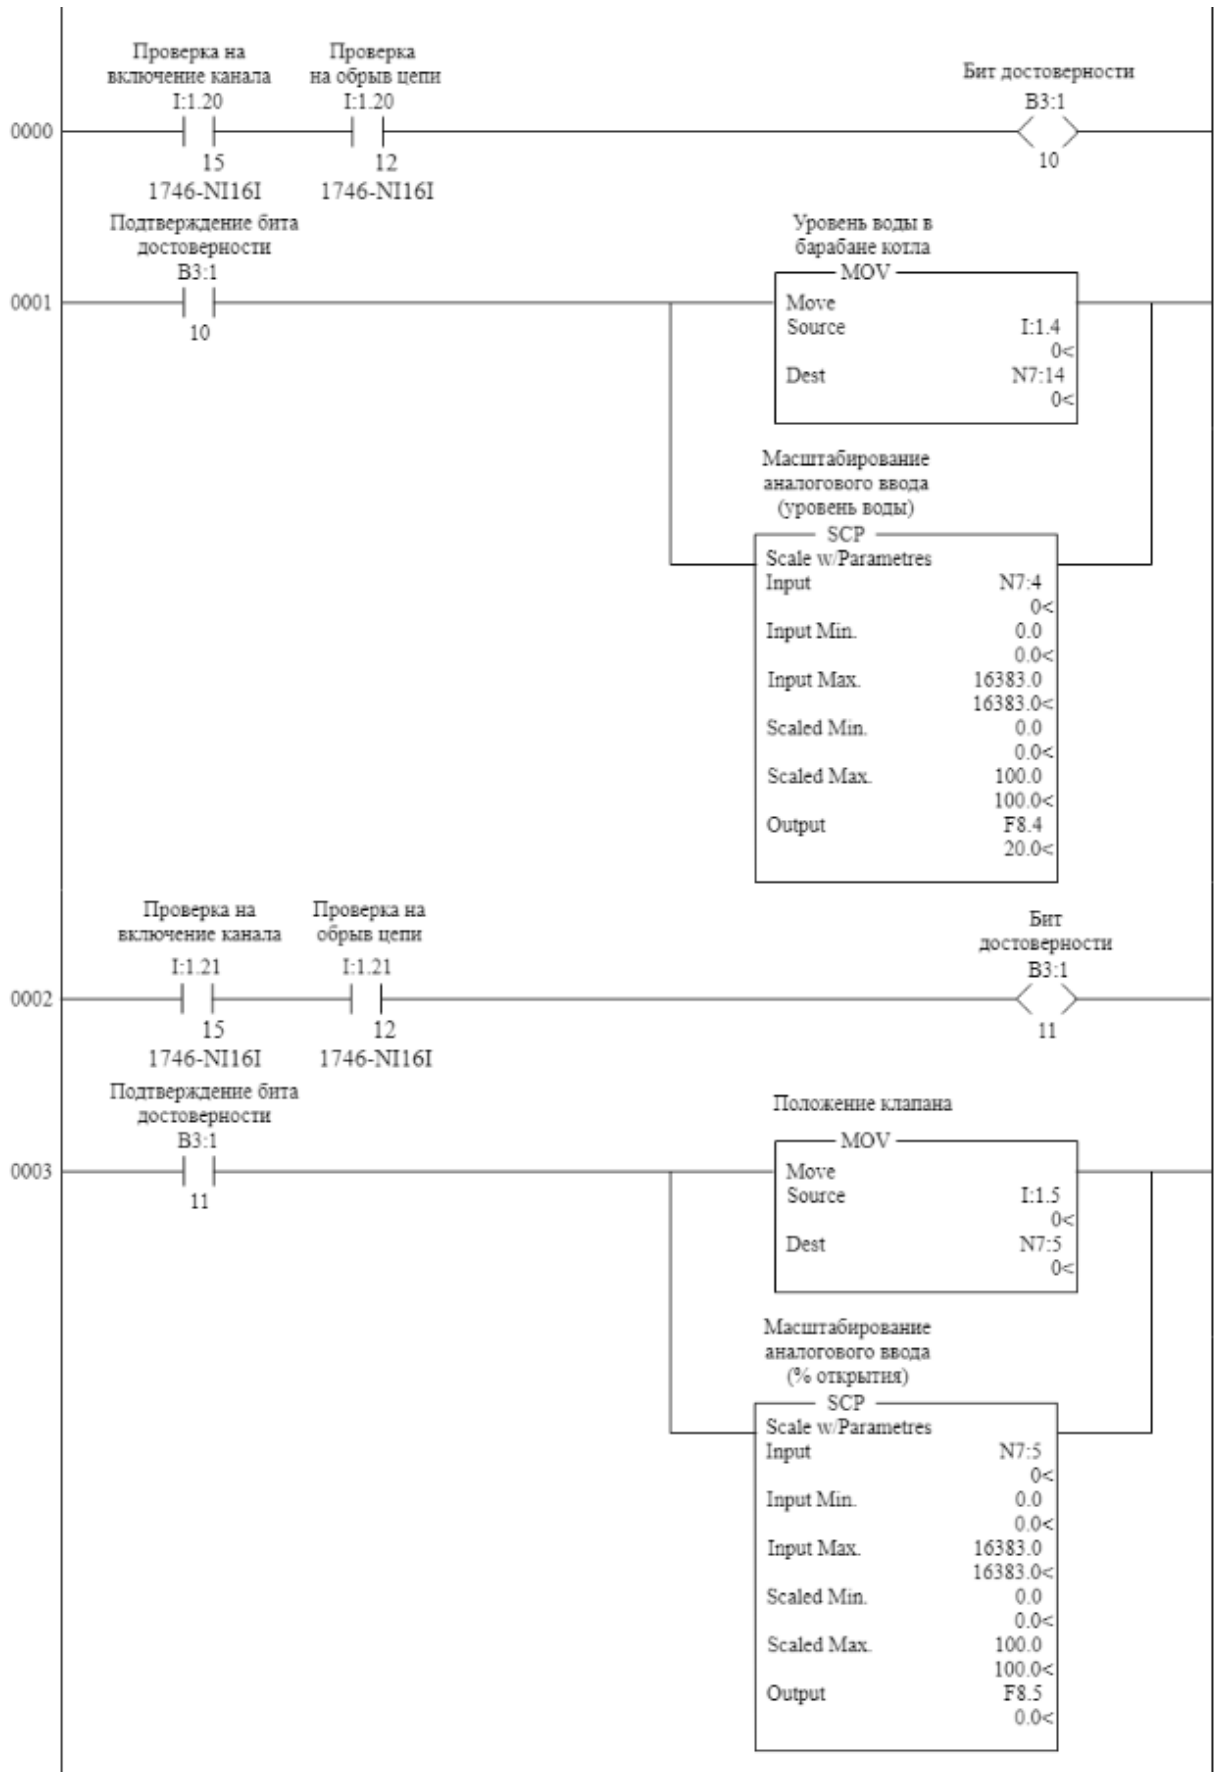 Проверка на
включение канала
Проверка
на обрыв цепи
Бит достоверности
I:1.20
I:1.20
B3:1
0000
15
12
10
1746-NI16I
1746-NI16I
Подтверждение бита
достоверности
Уровень воды в
барабане котла
B3:1
MOV
0001
10
Move
Source I:1.4
0<
Dest N7:14
0<
Масштабирование
аналогового ввода
(уровень воды)
SCP
Scale w/Parametres
Input N7:4
0<
Input Min. 0.0
0.0<
Input Max. 16383.0
16383.0<
Scaled Min. 0.0
0.0<
Scaled Max. 100.0
100.0<
Output F8.4
20.0<
Проверка на
включение канала
Проверка на
обрыв цепи
Бит
достоверности
I:1.21
I:1.21
B3:1
0002
15
12
11
1746-NI16I
1746-NI16I
Подтверждение бита
достоверности
Положение клапана
B3:1
MOV
0003
11
Move
Source I:1.5
0<
Dest N7:5
0<
Масштабирование
аналогового ввода
(% открытия)
SCP
Scale w/Parametres
Input N7:5
0<
Input Min. 0.0
0.0<
Input Max. 16383.0
16383.0<
Scaled Min. 0.0
0.0<
Scaled Max. 100.0
100.0<
Output F8.5
0.0<